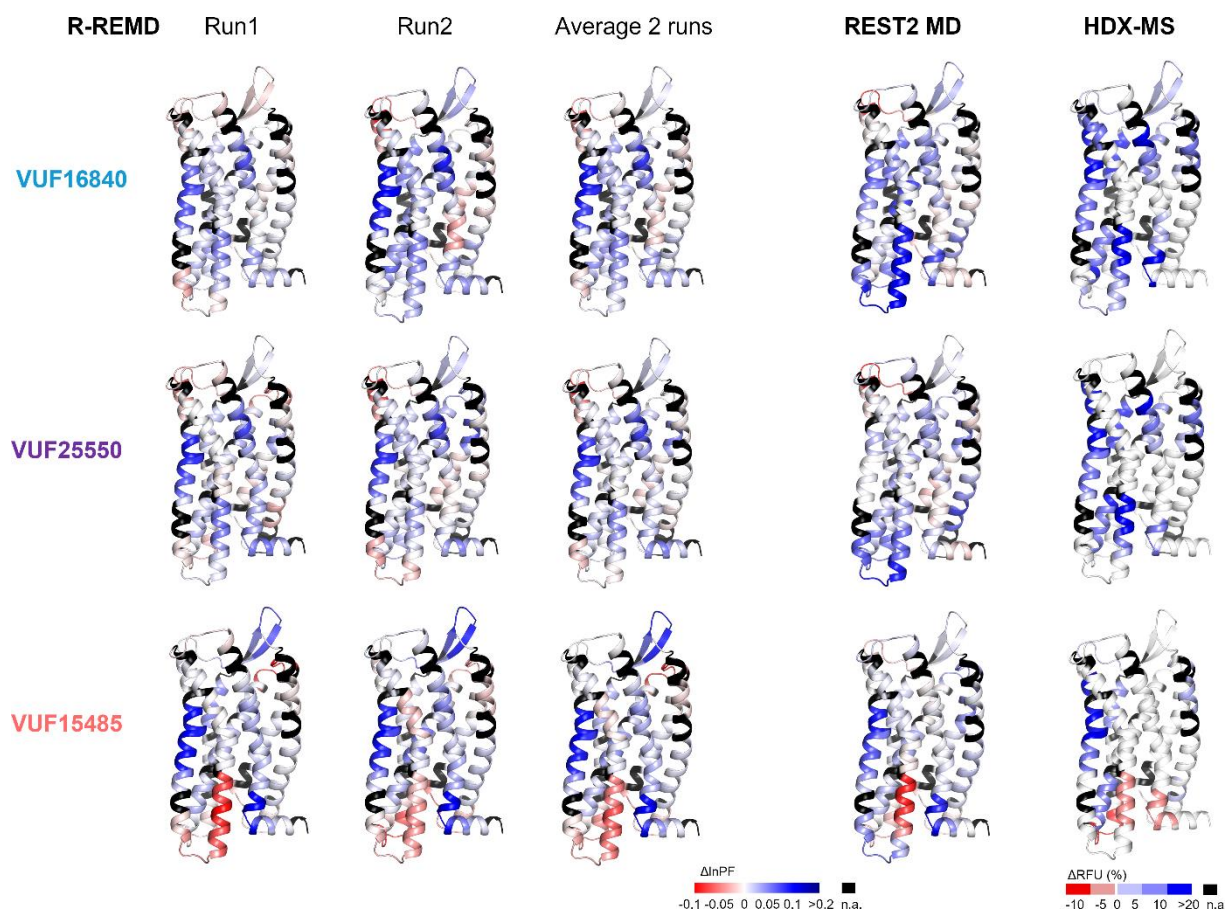 R-REMD Run1 Run2 Average 2 runs REST2 MD HDX-MS
VUF16840
VUF25550
VUF15485
ΔlnPF
-0.1 -0.05 0 0.05 0.1 >0.2 n.a.
ΔRFU (%)
-10 -5 0 5 10 >20 n.a